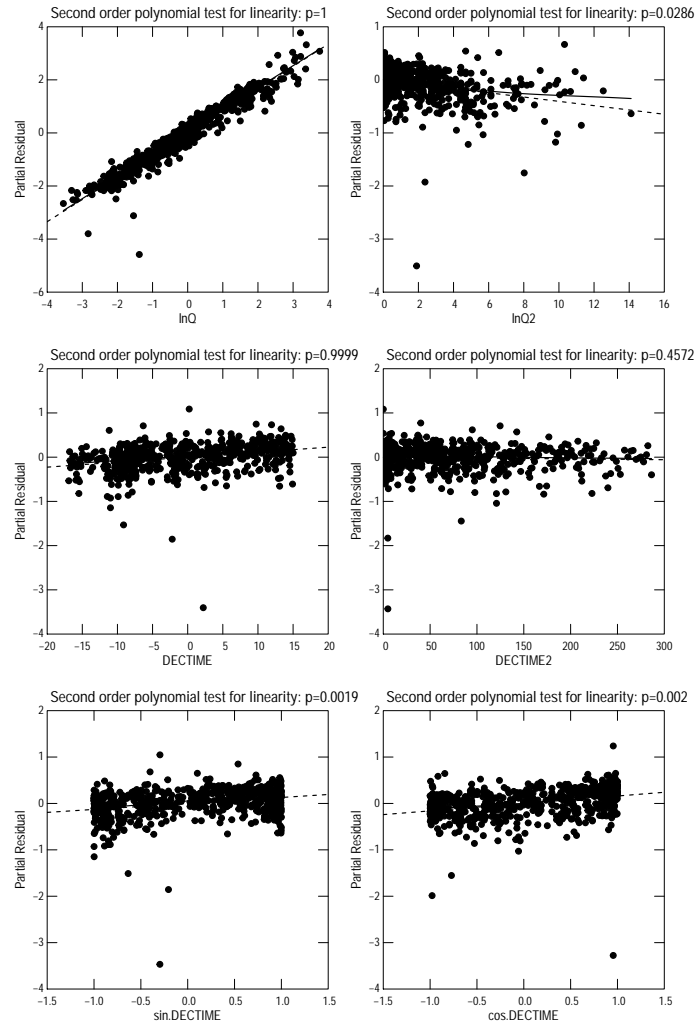 Second order polynomial test for linearity: p=1
4
2
0
−2
−4
−6
Partial Residual
−4 −3 −2 −1 0 1 2 3 4
lnQ
Second order polynomial test for linearity: p=0.0286
1
0
−1
−2
−3
−4
Partial Residual
0 2 4 6 8 10 12 14 16
lnQ2
Second order polynomial test for linearity: p=0.9999
2
1
0
−1
−2
−3
−4
Partial Residual
−20 −15 −10 −5 0 5 10 15 20
DECTIME
Second order polynomial test for linearity: p=0.4572
2
1
0
−1
−2
−3
−4
Partial Residual
0 50 100 150 200 250 300
DECTIME2
Second order polynomial test for linearity: p=0.0019
2
1
0
−1
−2
−3
−4
Partial Residual
−1.5 −1.0 −0.5 0.0 0.5 1.0 1.5
sin.DECTIME
Second order polynomial test for linearity: p=0.002
2
1
0
−1
−2
−3
−4
Partial Residual
−1.5 −1.0 −0.5 0.0 0.5 1.0 1.5
cos.DECTIME